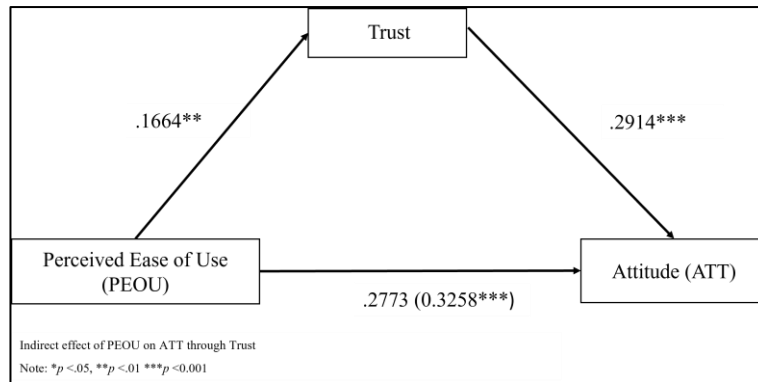 Trust
.1664**
.2914***
Perceived Ease of Use
(PEOU)
Attitude (ATT)
.2773 (0.3258***)
Indirect effect of PEOU on ATT through Trust
Note: *p <.05, **p <.01 ***p <0.001